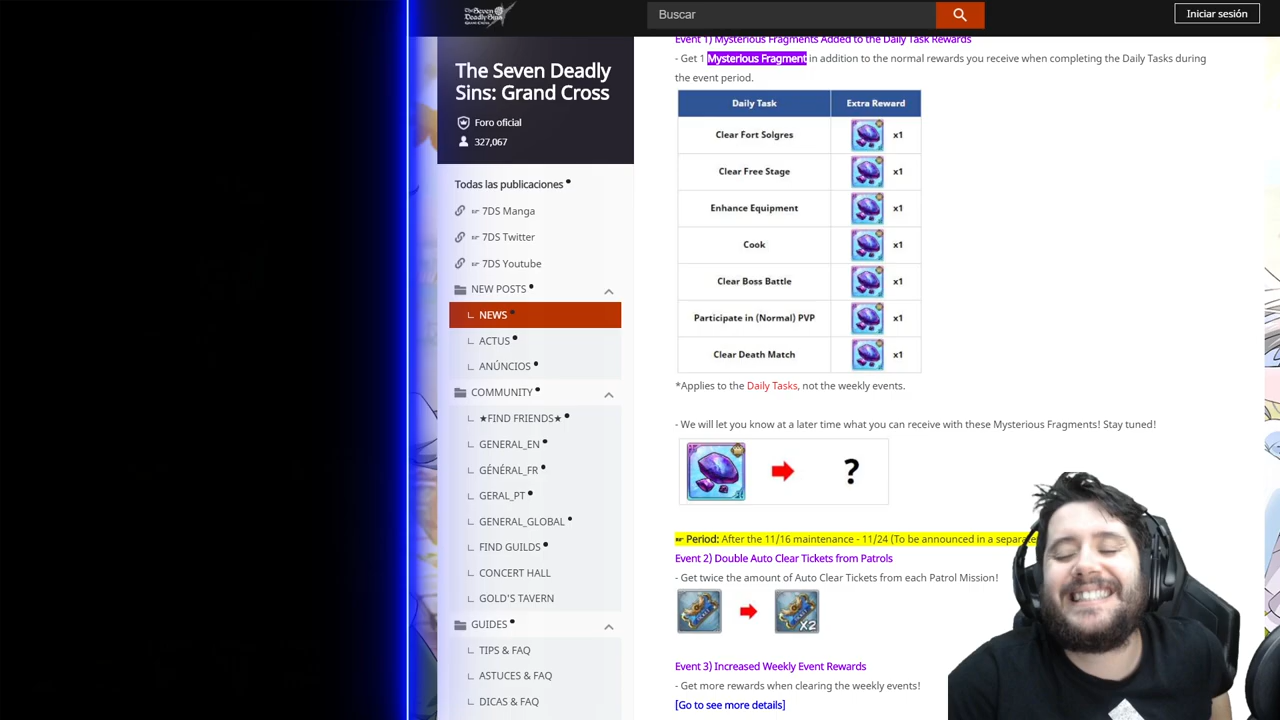 The Seven
Deadly Sins
GRAND CROSS
Buscar
Iniciar sesión
The Seven Deadly
Sins: Grand Cross
Foro oficial
327,067
Todas las publicaciones
7DS Manga
7DS Twitter
7DS Youtube
NEW POSTS
NEWS
ACTUS
ANÚNCIOS
COMMUNITY
★FIND FRIENDS★
GENERAL_EN
GÉNÉRAL_FR
GERAL_PT
GENERAL_GLOBAL
FIND GUILDS
CONCERT HALL
GOLD'S TAVERN
GUIDES
TIPS & FAQ
ASTUCES & FAQ
DICAS & FAQ
Event 1) Mysterious Fragments Added to the Daily Task Rewards
- Get 1 Mysterious Fragment in addition to the normal rewards you receive when completing the Daily Tasks during
the event period.
Daily Task Extra Reward
Clear Fort Solgres x1
Clear Free Stage x1
Enhance Equipment x1
Cook x1
Clear Boss Battle x1
Participate in (Normal) PVP x1
Clear Death Match x1
*Applies to the Daily Tasks, not the weekly events.
- We will let you know at a later time what you can receive with these Mysterious Fragments! Stay tuned!
?
☞ Period: After the 11/16 maintenance - 11/24 (To be announced in a separate
Event 2) Double Auto Clear Tickets from Patrols
- Get twice the amount of Auto Clear Tickets from each Patrol Mission!
X2
Event 3) Increased Weekly Event Rewards
- Get more rewards when clearing the weekly events!
[Go to see more details]